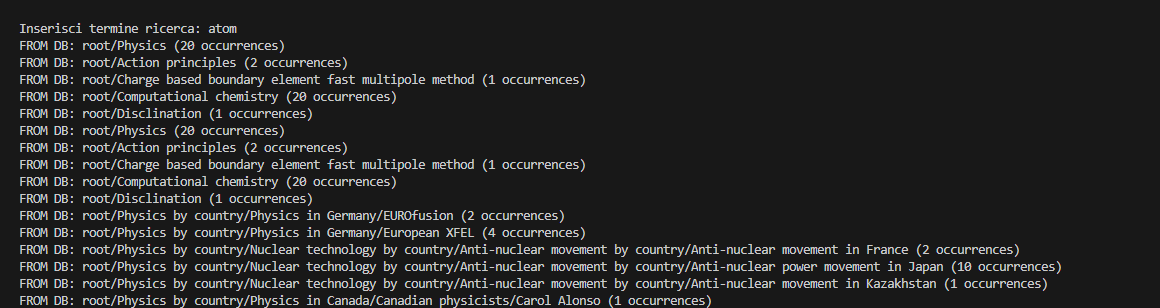 Inserisci termine ricerca: atom
FROM DB: root/Physics (20 occurrences)
FROM DB: root/Action principles (2 occurrences)
FROM DB: root/Charge based boundary element fast multipole method (1 occurrences)
FROM DB: root/Computational chemistry (20 occurrences)
FROM DB: root/Disclination (1 occurrences)
FROM DB: root/Physics (20 occurrences)
FROM DB: root/Action principles (2 occurrences)
FROM DB: root/Charge based boundary element fast multipole method (1 occurrences)
FROM DB: root/Computational chemistry (20 occurrences)
FROM DB: root/Disclination (1 occurrences)
FROM DB: root/Physics by country/Physics in Germany/EUROfusion (2 occurrences)
FROM DB: root/Physics by country/Physics in Germany/European XFEL (4 occurrences)
FROM DB: root/Physics by country/Nuclear technology by country/Anti-nuclear movement by country/Anti-nuclear movement in France (2 occurrences)
FROM DB: root/Physics by country/Nuclear technology by country/Anti-nuclear movement by country/Anti-nuclear power movement in Japan (10 occurrences)
FROM DB: root/Physics by country/Nuclear technology by country/Anti-nuclear movement by country/Anti-nuclear movement in Kazakhstan (1 occurrences)
FROM DB: root/Physics by country/Physics in Canada/Canadian physicists/Carol Alonso (1 occurrences)